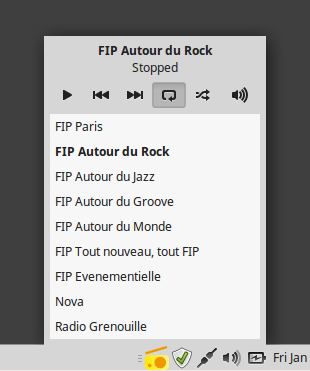 FIP Autour du Rock
Stopped
FIP Paris
FIP Autour du Rock
FIP Autour du Jazz
FIP Autour du Groove
FIP Autour du Monde
FIP Tout nouveau, tout FIP
FIP Evenementielle
Nova
Radio Grenouille
Fri Jan